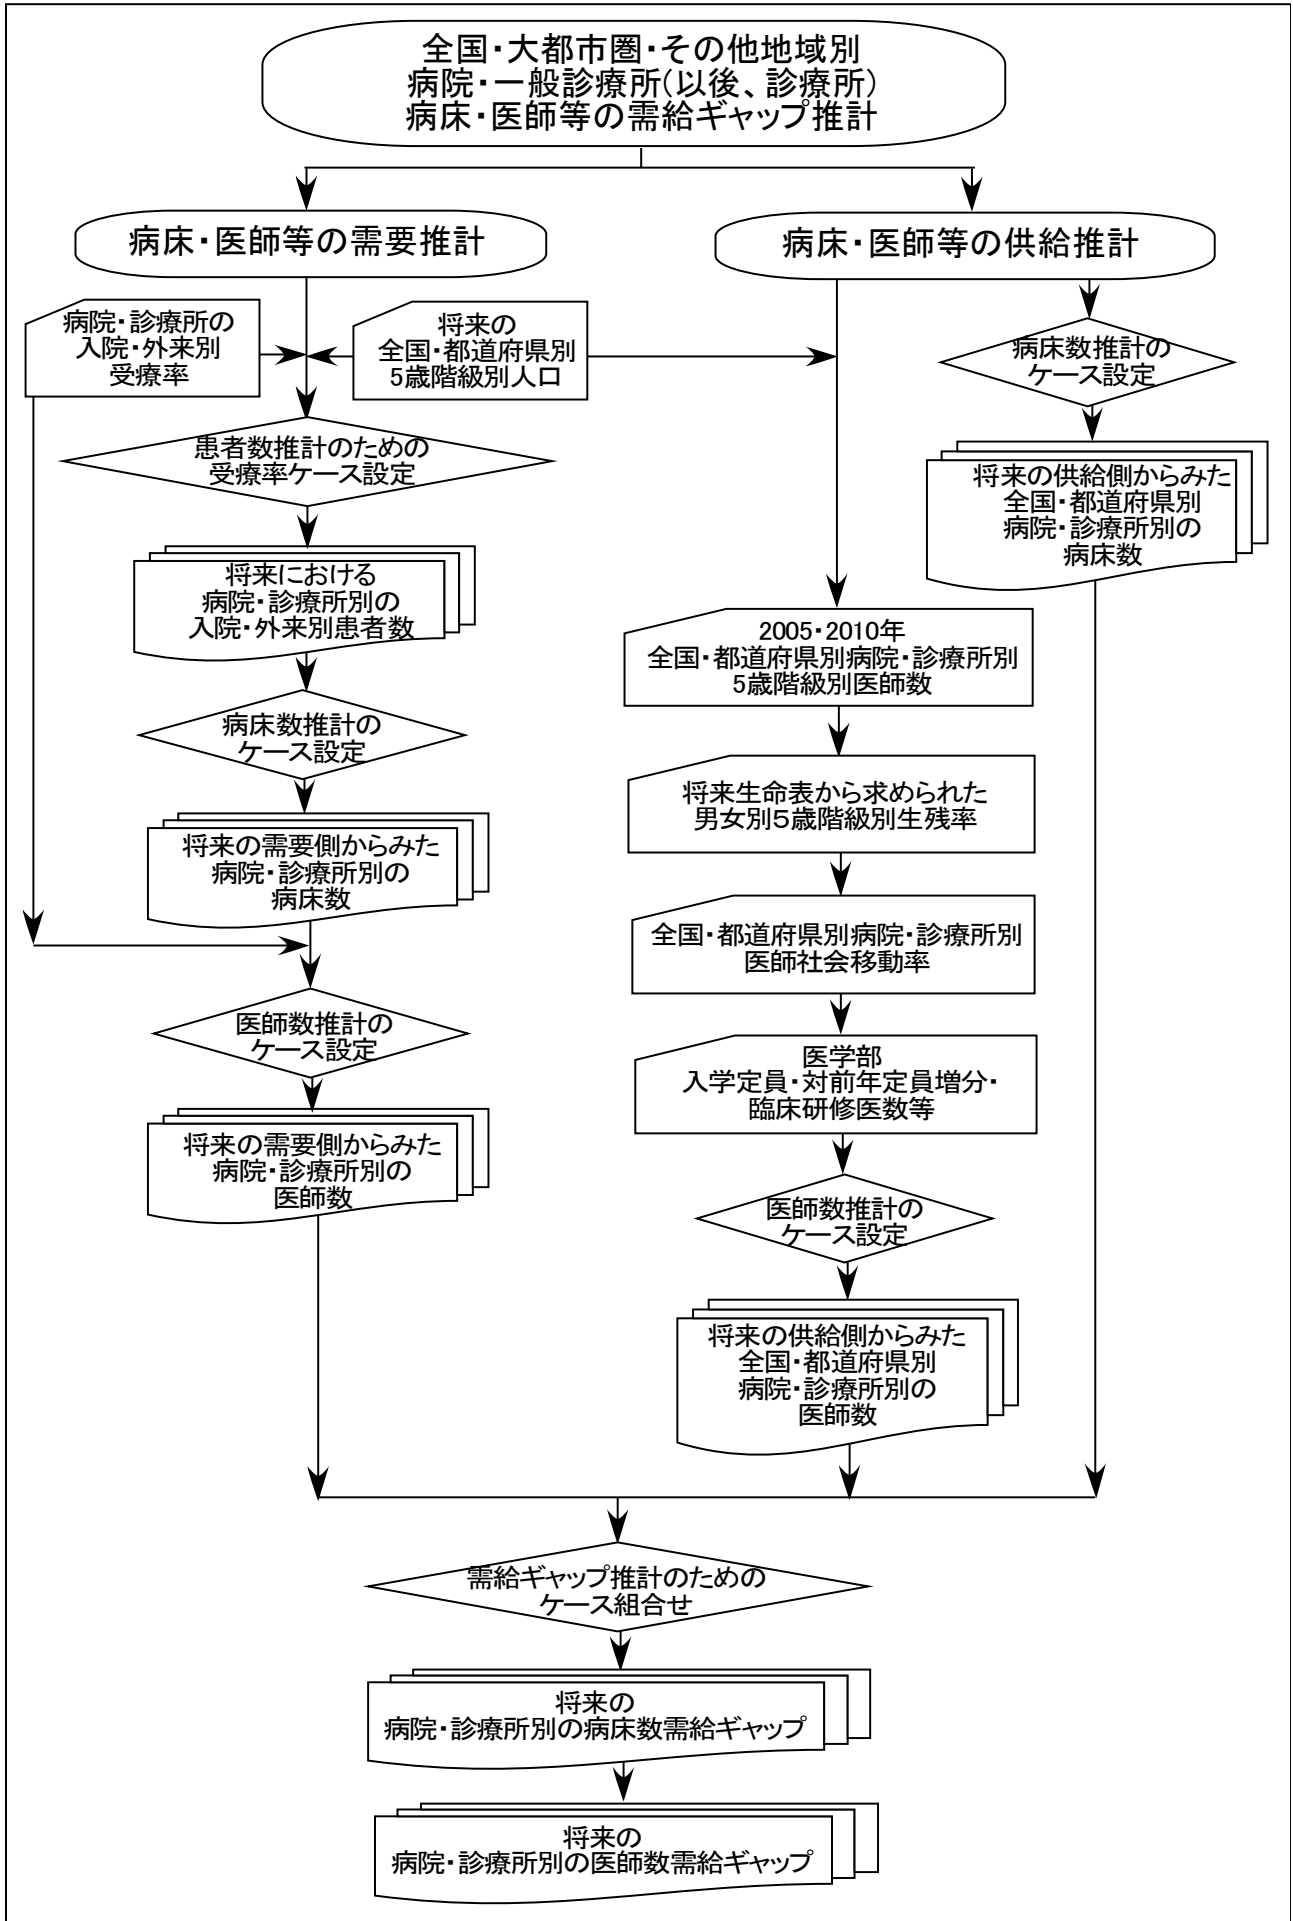 全国・大都市圏・その他地域別
病院・一般診療所(以後、診療所)
病床・医師等の需給ギャップ推計
病床・医師等の需要推計
病床・医師等の供給推計
病院・診療所の
入院・外来別
受療率
将来の
全国・都道府県別
5歳階級別人口
病床数推計の
ケース設定
患者数推計のための
受療率ケース設定
将来の供給側からみた
全国・都道府県別
病院・診療所別の
病床数
将来における
病院・診療所別の
入院・外来別患者数
2005・2010年
全国・都道府県別病院・診療所別
5歳階級別医師数
病床数推計の
ケース設定
将来生命表から求められた
男女別5歳階級別生残率
将来の需要側からみた
病院・診療所別の
病床数
全国・都道府県別病院・診療所別
医師社会移動率
医師数推計の
ケース設定
医学部
入学定員・対前年定員増分・
臨床研修医数等
将来の需要側からみた
病院・診療所別の
医師数
医師数推計の
ケース設定
将来の供給側からみた
全国・都道府県別
病院・診療所別の
医師数
需給ギャップ推計のための
ケース組合せ
将来の
病院・診療所別の病床数需給ギャップ
将来の
病院・診療所別の医師数需給ギャップ